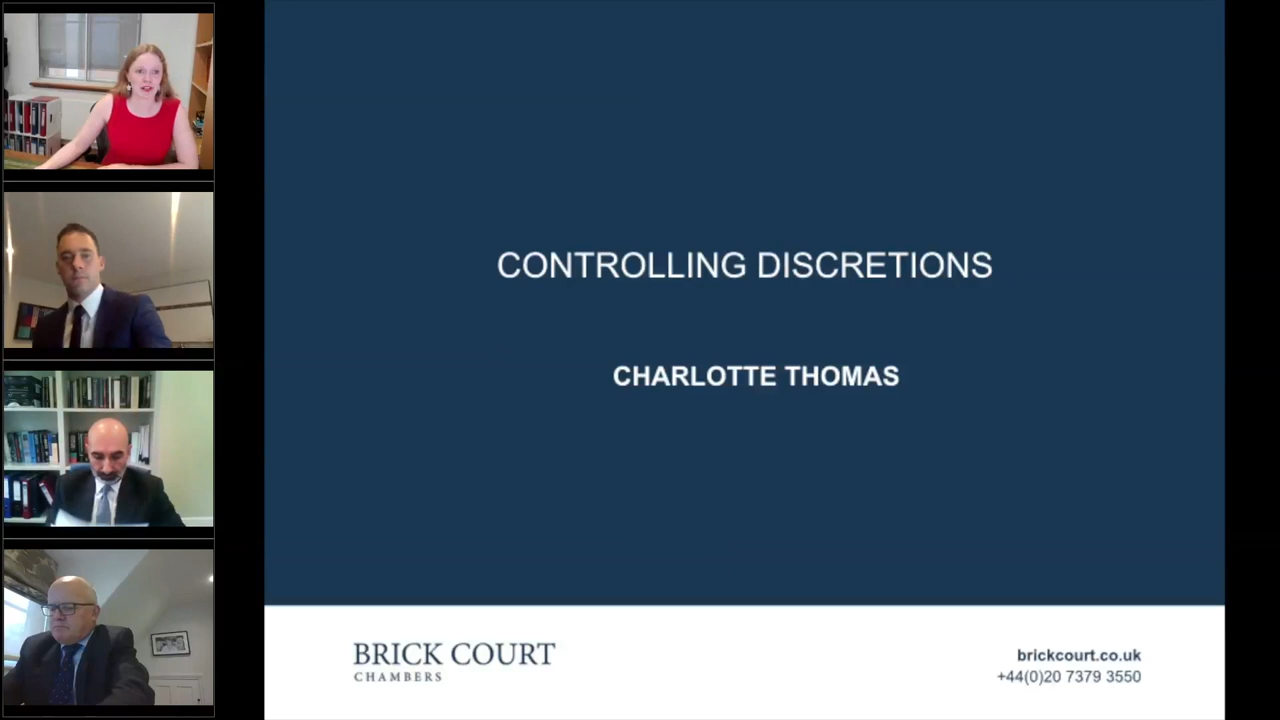 CONTROLLING DISCRETIONS
CHARLOTTE THOMAS
BRICK COURT
CHAMBERS
brickcourt.co.uk
+44(0)20 7379 3550